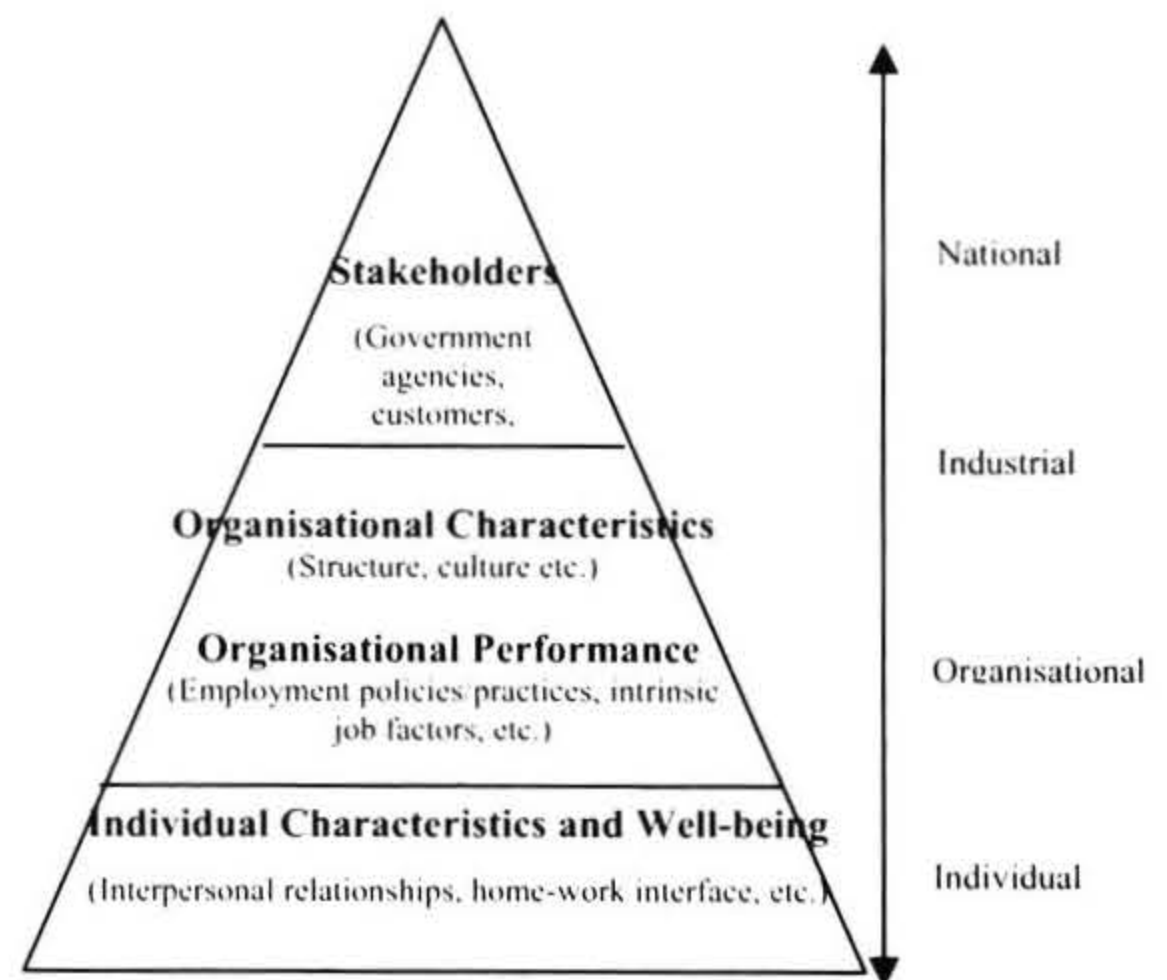 Stakeholders
(Government
agencies,
customers,
Organisational Characteristics
(Structure, culture etc.)
Organisational Performance
(Employment policies practices, intrinsic
job factors, etc.)
Individual Characteristics and Well-being
(Interpersonal relationships, home-work interface, etc.)
National
Industrial
Organisational
Individual